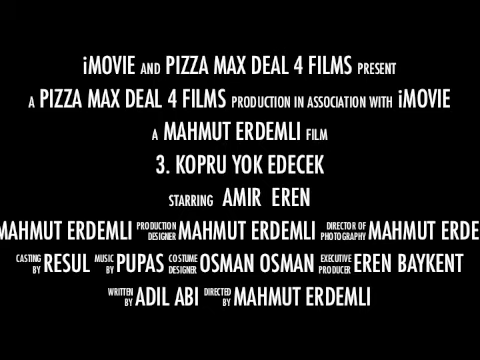 iMOVIE AND PIZZA MAX DEAL 4 FILMS PRESENT
A PIZZA MAX DEAL 4 FILMS PRODUCTION IN ASSOCIATION WITH iMOVIE
A MAHMUT ERDEMLI FILM
3. KOPRU YOK EDECEK
STARRING AMIR EREN
MAHMUT ERDEMLI PRODUCTION DESIGNER MAHMUT ERDEMLI DIRECTOR OF PHOTOGRAPHY MAHMUT ERDE
CASTING BY RESUL MUSIC BY PUPAS COSTUME DESIGNER OSMAN OSMAN EXECUTIVE PRODUCER EREN BAYKENT
WRITTEN BY ADIL ABI DIRECTED BY MAHMUT ERDEMLI